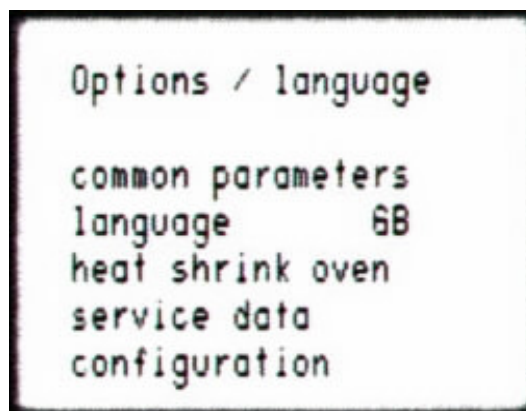 Options / language
common parameters
language GB
heat shrink oven
service data
configuration